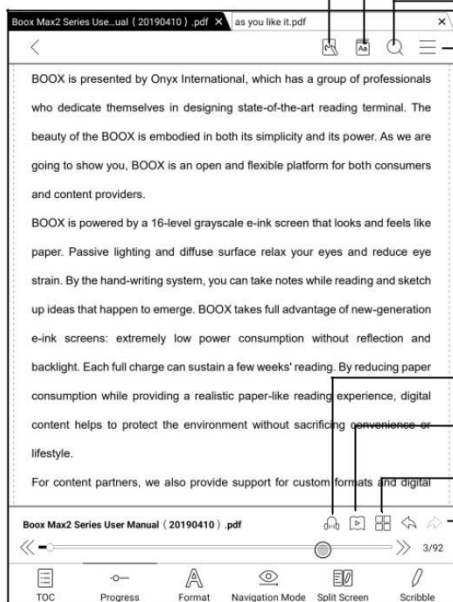 Boox Max2 Series Use...ual ( 20190410 ) .pdf X as you like it.pdf X
Aa
BOOX is presented by Onyx International, which has a group of professionals
who dedicate themselves in designing state-of-the-art reading terminal. The
beauty of the BOOX is embodied in both its simplicity and its power. As we are
going to show you, BOOX is an open and flexible platform for both consumers
and content providers.
BOOX is powered by a 16-level grayscale e-ink screen that looks and feels like
paper. Passive lighting and diffuse surface relax your eyes and reduce eye
strain. By the hand-writing system, you can take notes while reading and sketch
up ideas that happen to emerge. BOOX takes full advantage of new-generation
e-ink screens: extremely low power consumption without reflection and
backlight. Each full charge can sustain a few weeks' reading. By reducing paper
consumption while providing a realistic paper-like reading experience, digital
content helps to protect the environment without sacrificing convenience or
lifestyle.
For content partners, we also provide support for custom formats and digital
Boox Max2 Series User Manual ( 20190410 ) .pdf
3/92
TOC Progress Format Navigation Mode Split Screen Scribble